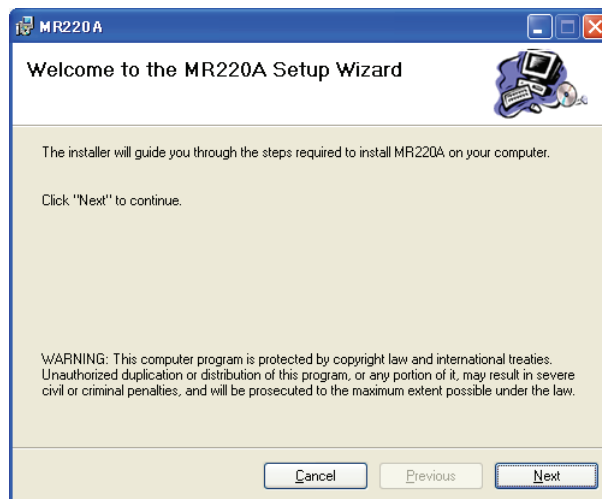 MR220A
Welcome to the MR220A Setup Wizard
The installer will guide you through the steps required to install MR220A on your computer.
Click "Next" to continue.
WARNING: This computer program is protected by copyright law and international treaties.
Unauthorized duplication or distribution of this program, or any portion of it, may result in severe
civil or criminal penalties, and will be prosecuted to the maximum extent possible under the law.
Cancel Previous Next